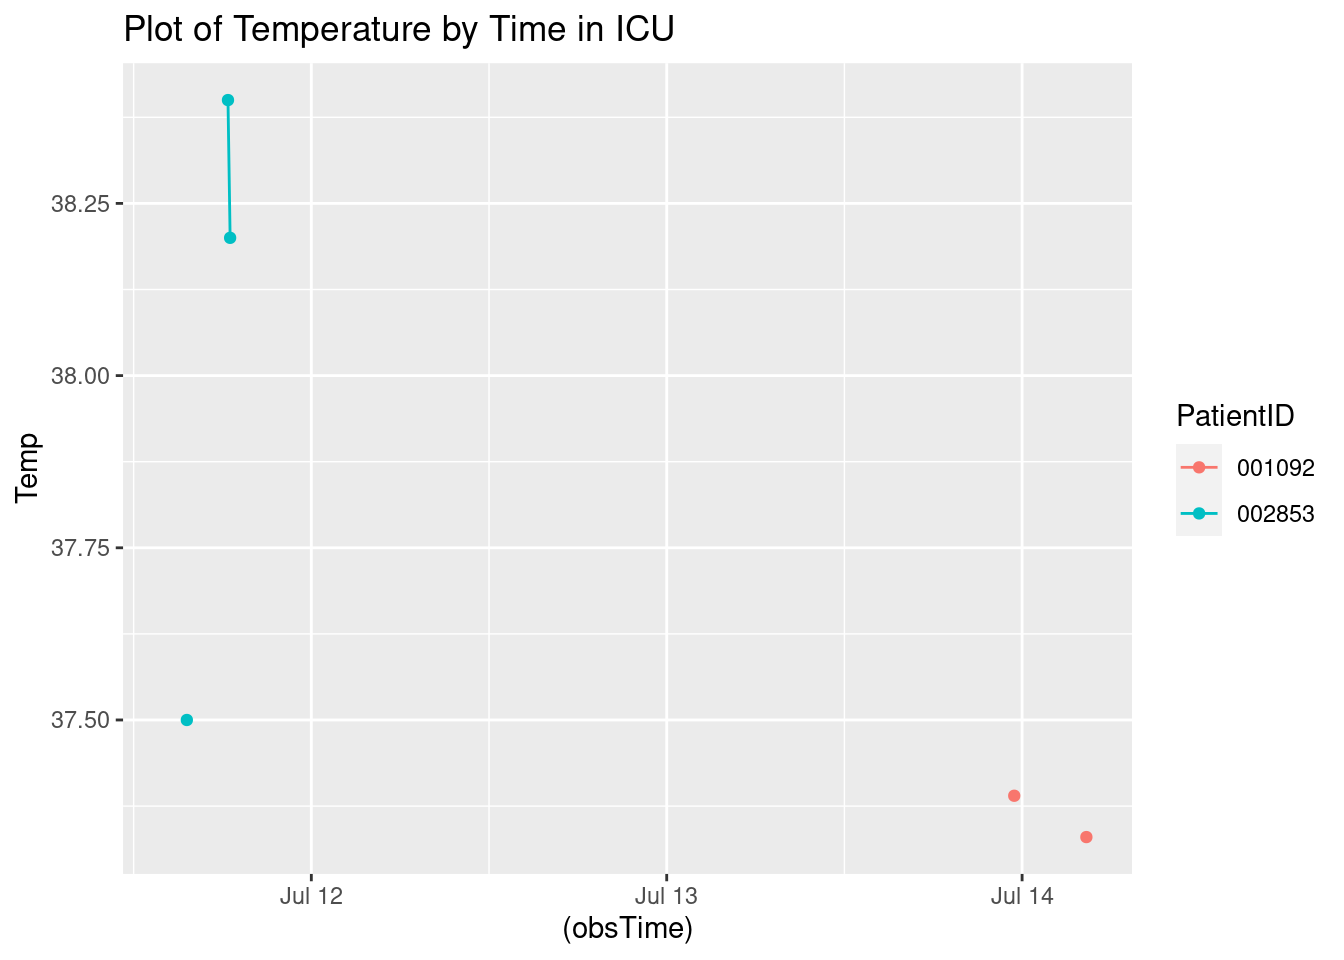 Plot of Temperature by Time in ICU
38.25
38.00
37.75
37.50
Temp
Jul 12
Jul 13
Jul 14
(obsTime)
PatientID
001092
002853